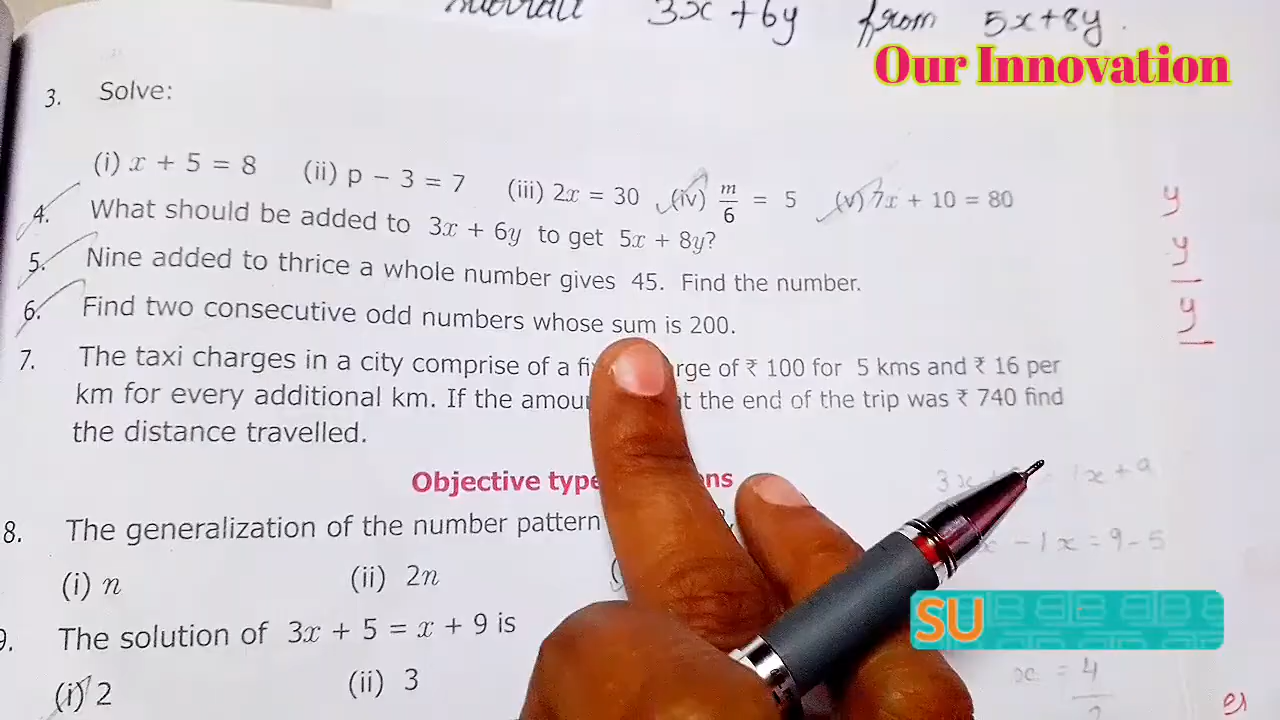 3x + 6y from 5x+8y.
Our Innovation
3. Solve:
(i) x + 5 = 8 (ii) p − 3 = 7 (iii) 2x = 30 (iv) m/6 = 5 (v) 7x + 10 = 80
4. What should be added to 3x + 6y to get 5x + 8y?
5. Nine added to thrice a whole number gives 45. Find the number.
6. Find two consecutive odd numbers whose sum is 200.
7. The taxi charges in a city comprise of a of ₹ 100 for 5 kms and ₹ 16 per
km for every additional km. If the at the end of the trip was ₹ 740 find
the distance travelled.
Objective type
8. The generalization of the number pattern
(i) n (ii) 2n
9. The solution of 3x + 5 = x + 9 is
(i) 2 (ii) 3
y
y
y
− 1x = 9 − 5
x = 4
SU